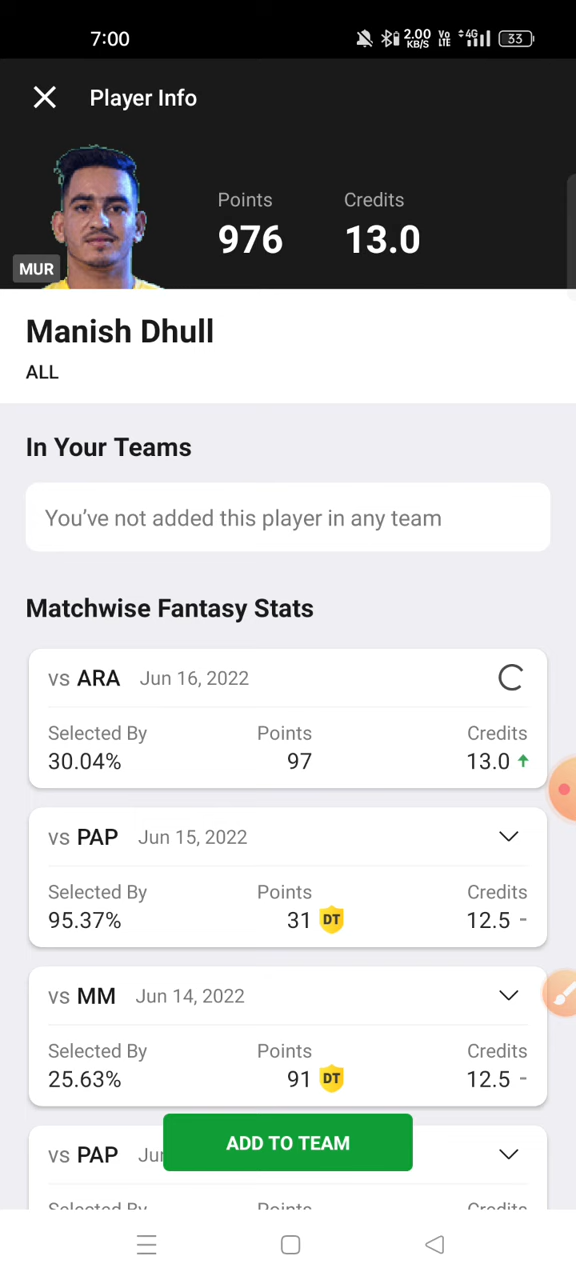 7:00 2.00 KB/S Vo LTE 4G 33
Player Info
Points Credits
976 13.0
MUR
Manish Dhull
ALL
In Your Teams
You’ve not added this player in any team
Matchwise Fantasy Stats
vs ARA Jun 16, 2022
Selected By Points Credits
30.04% 97 13.0
vs PAP Jun 15, 2022
Selected By Points Credits
95.37% 31 DT 12.5 -
vs MM Jun 14, 2022
Selected By Points Credits
25.63% 91 DT 12.5 -
ADD TO TEAM
vs PAP
Selected By Points Credits